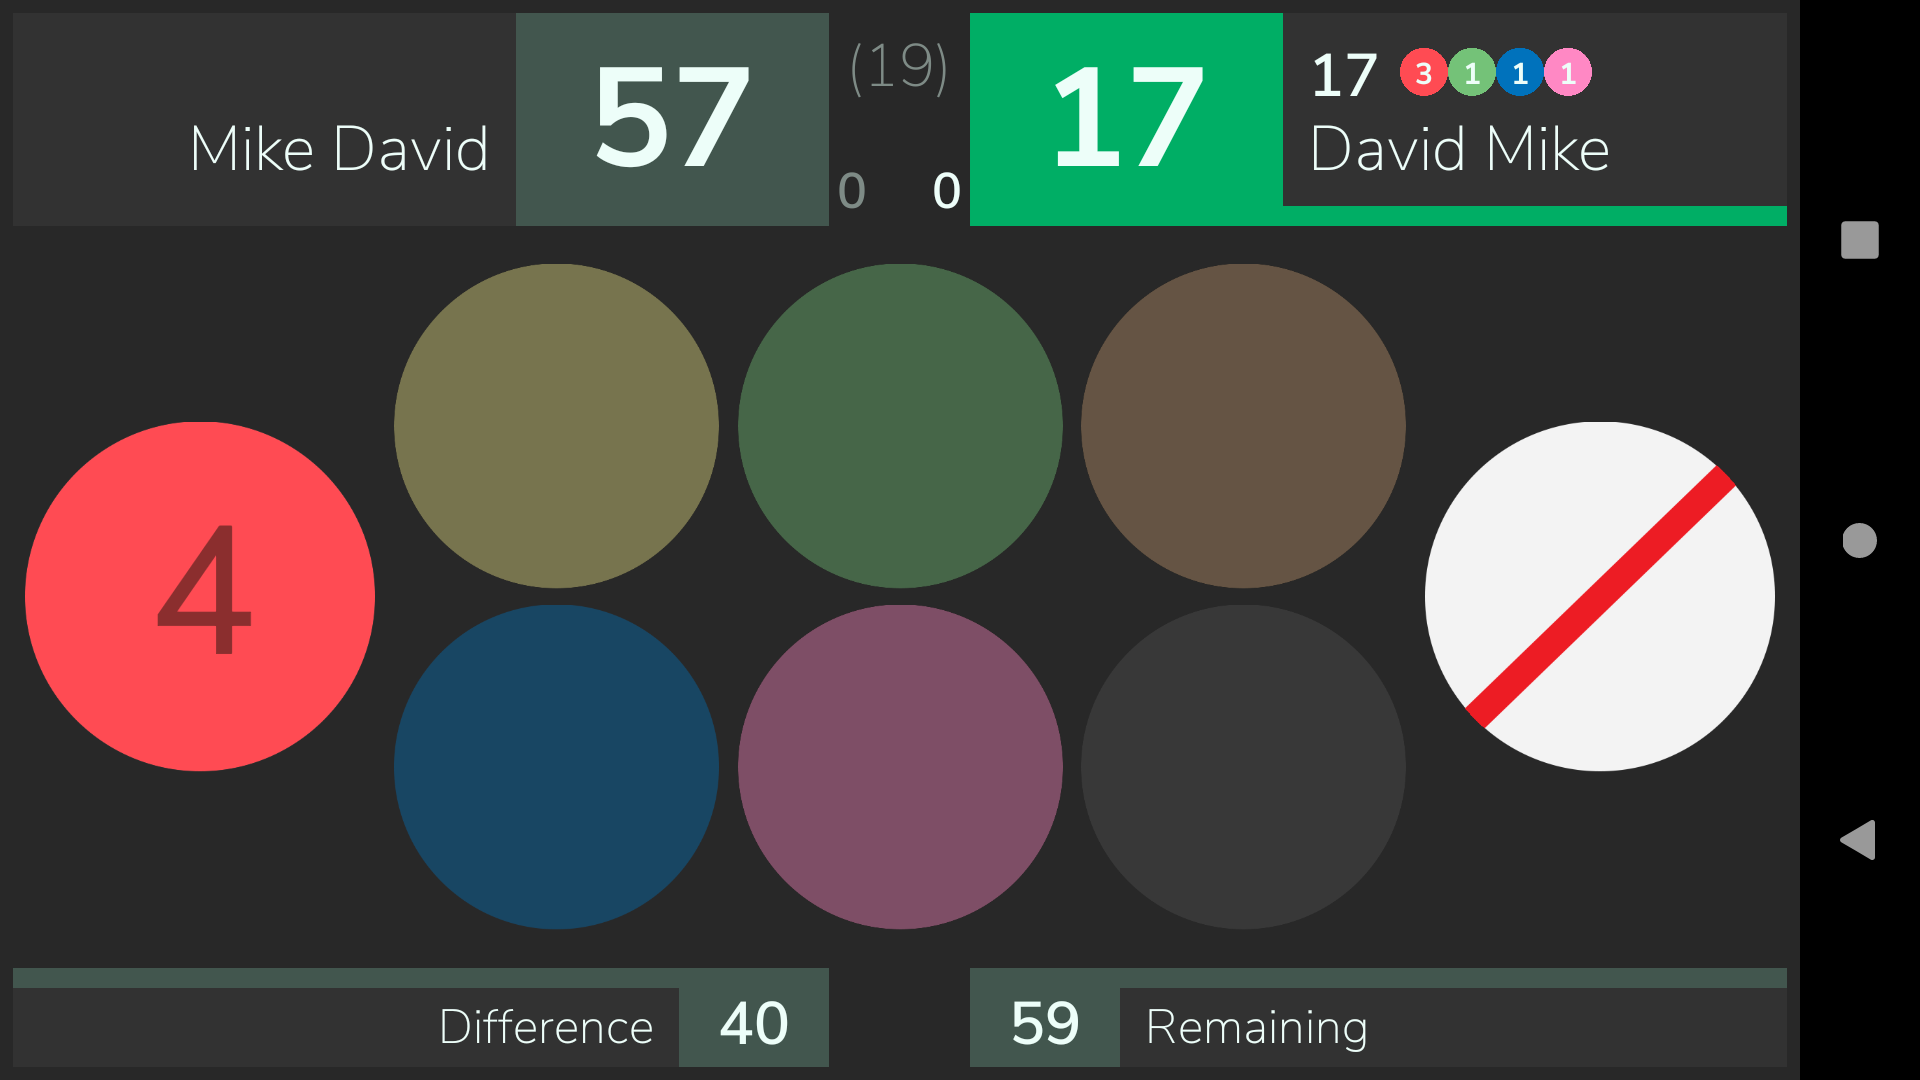 Mike David
57
(19)
0 0
17
17 3 1 1 1
David Mike
4
Difference 40
59 Remaining